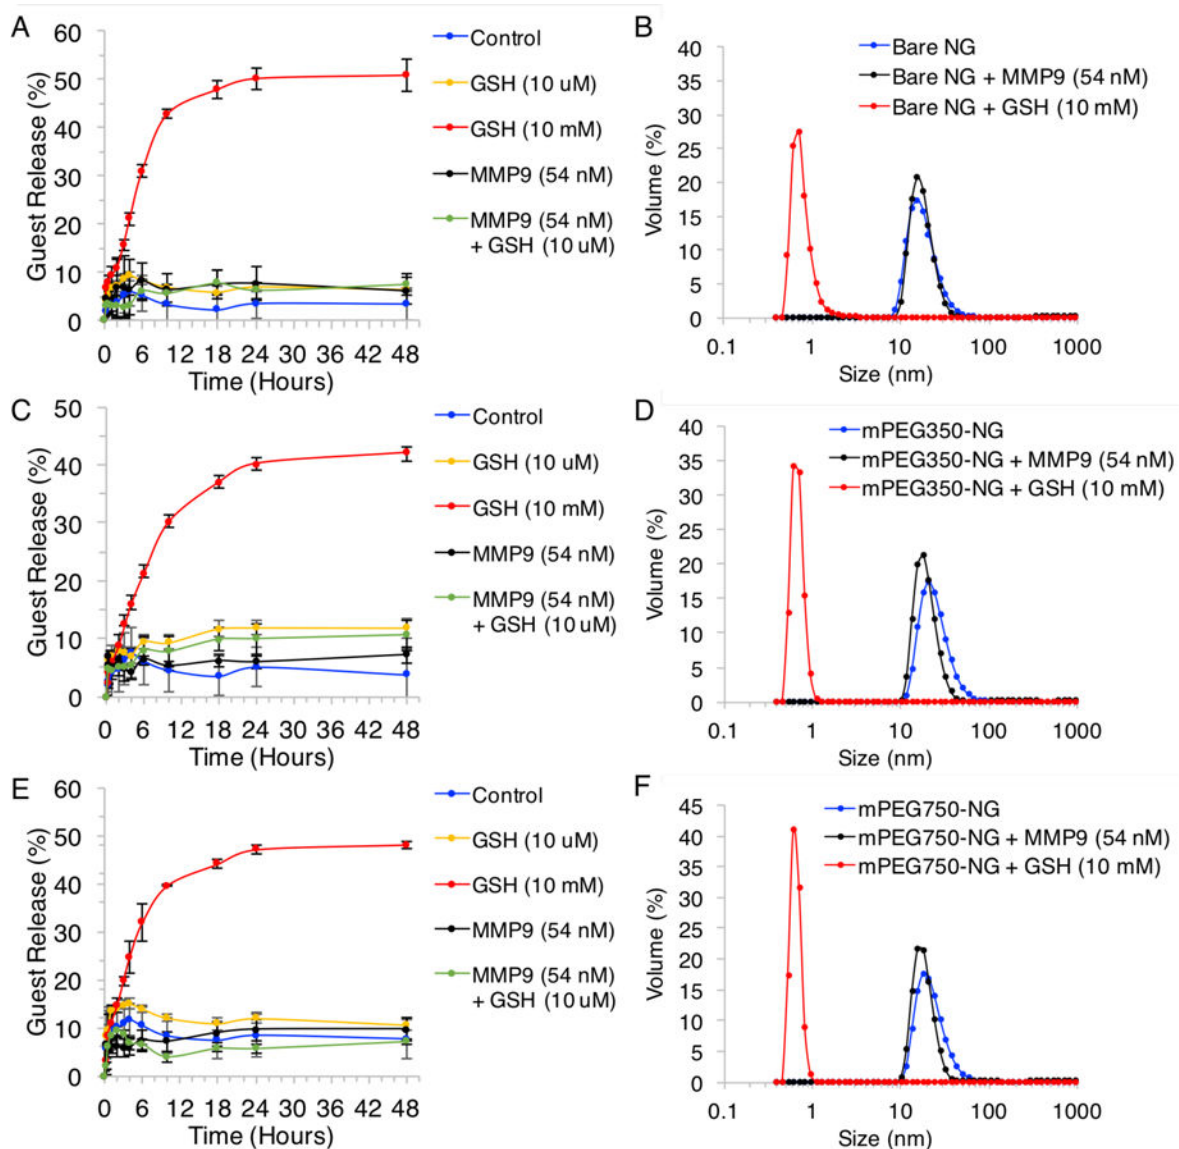 A
60
50
40
30
20
10
0
Guest Release (%)
0 6 12 18 24 30 36 42 48
Time (Hours)
Control
GSH (10 uM)
GSH (10 mM)
MMP9 (54 nM)
MMP9 (54 nM)
+ GSH (10 uM)
B
40
35
30
25
20
15
10
5
0
Volume (%)
0.1 1 10 100 1000
Size (nm)
Bare NG
Bare NG + MMP9 (54 nM)
Bare NG + GSH (10 mM)
C
50
40
30
20
10
0
Guest Release (%)
0 6 12 18 24 30 36 42 48
Time (Hours)
Control
GSH (10 uM)
GSH (10 mM)
MMP9 (54 nM)
MMP9 (54 nM)
+ GSH (10 uM)
D
40
35
30
25
20
15
10
5
0
Volume (%)
0.1 1 10 100 1000
Size (nm)
mPEG350-NG
mPEG350-NG + MMP9 (54 nM)
mPEG350-NG + GSH (10 mM)
E
60
50
40
30
20
10
0
Guest Release (%)
0 6 12 18 24 30 36 42 48
Time (Hours)
Control
GSH (10 uM)
GSH (10 mM)
MMP9 (54 nM)
MMP9 (54 nM)
+ GSH (10 uM)
F
45
40
35
30
25
20
15
10
5
0
Volume (%)
0.1 1 10 100 1000
Size (nm)
mPEG750-NG
mPEG750-NG + MMP9 (54 nM)
mPEG750-NG + GSH (10 mM)